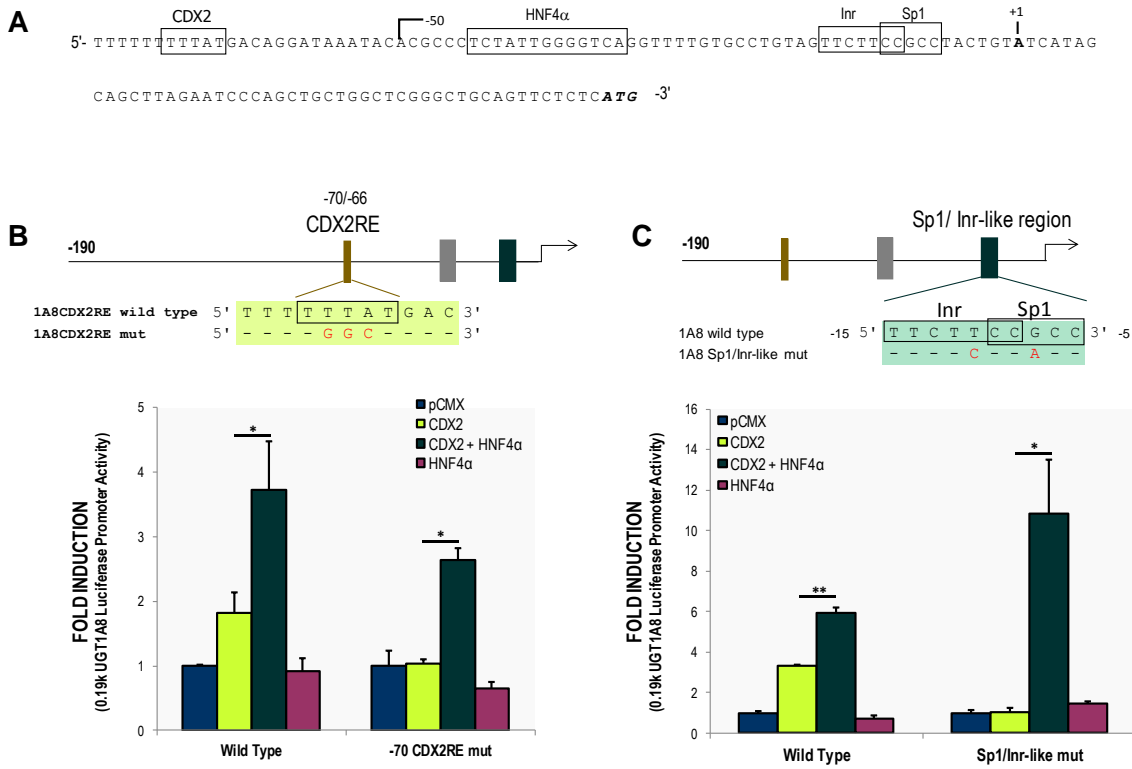 A
CDX2
-50
HNF4α
Inr
Sp1
+1
5'- TTTTTTTTTATGACAGGATAAATACACGCCCTCTATTGGGGTCAGGTTTTGTGCCTGTAGTTCTTCCGCCTACTGTATCATAG
CAGCTTAGAATCCCAGCTGCTGGCTCGGGCTGCAGTTCTCTCATG -3'
B
-70/-66
CDX2RE
-190
1A8CDX2RE wild type 5' T T T T T T A T G A C 3'
1A8CDX2RE mut 5' - - - - G G C - - - - 3'
FOLD INDUCTION
(0.19k UGT1A8 Luciferase Promoter Activity)
5
4
3
2
1
0
pCMX
CDX2
CDX2 + HNF4α
HNF4α
*
*
Wild Type
-70 CDX2RE mut
C
Sp1/ Inr-like region
-190
Inr
Sp1
1A8 wild type -15 5' T T C T T C C G C C 3' -5
1A8 Sp1/Inr-like mut - - - - C - - A - -
FOLD INDUCTION
(0.19k UGT1A8 Luciferase Promoter Activity)
16
14
12
10
8
6
4
2
0
pCMX
CDX2
CDX2 + HNF4α
HNF4α
**
*
Wild Type
Sp1/Inr-like mut